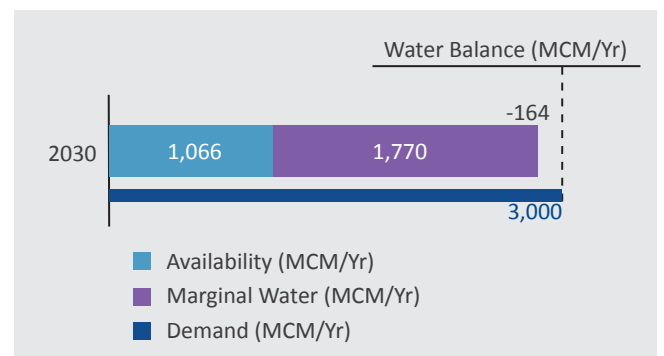 Water Balance (MCM/Yr)
-164
2030
1,066
1,770
3,000
Availability (MCM/Yr)
Marginal Water (MCM/Yr)
Demand (MCM/Yr)